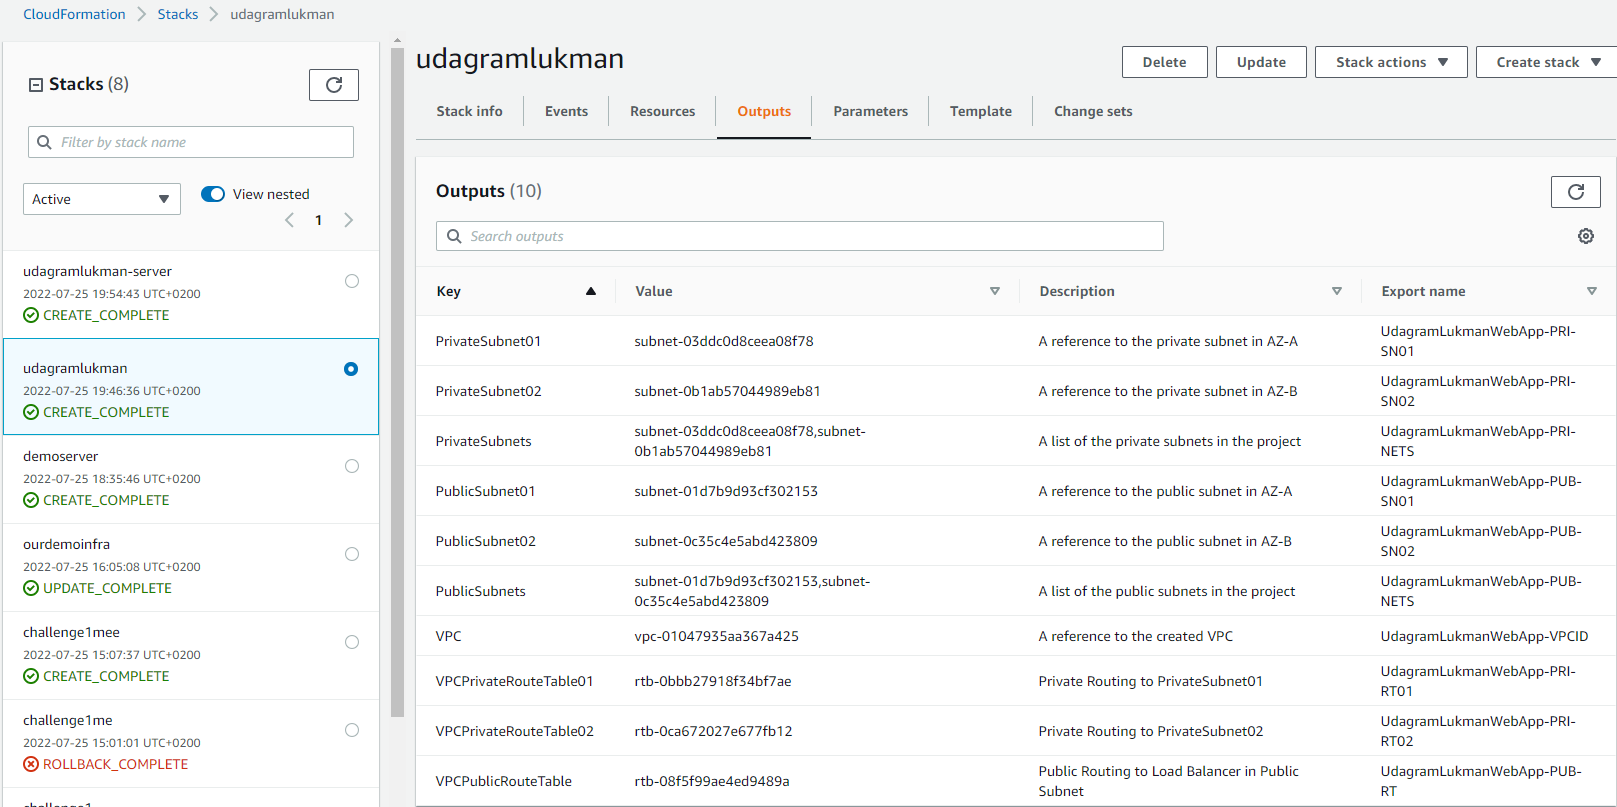 CloudFormation > Stacks > udagramlukman
Stacks (8)
Filter by stack name
Active
View nested
1
udagramlukman-server
2022-07-25 19:54:43 UTC+0200
CREATE_COMPLETE
udagramlukman
2022-07-25 19:46:36 UTC+0200
CREATE_COMPLETE
demoserver
2022-07-25 18:35:46 UTC+0200
CREATE_COMPLETE
ourdemoinfra
2022-07-25 16:05:08 UTC+0200
UPDATE_COMPLETE
challenge1mee
2022-07-25 15:07:37 UTC+0200
CREATE_COMPLETE
challenge1me
2022-07-25 15:01:01 UTC+0200
ROLLBACK_COMPLETE
udagramlukman
Delete Update Stack actions Create stack
Stack info Events Resources Outputs Parameters Template Change sets
Outputs (10)
Search outputs
Key Value Description Export name
PrivateSubnet01 subnet-03ddc0d8ceea08f78 A reference to the private subnet in AZ-A UdagramLukmanWebApp-PRI-
SN01
PrivateSubnet02 subnet-0b1ab57044989eb81 A reference to the private subnet in AZ-B UdagramLukmanWebApp-PRI-
SN02
PrivateSubnets subnet-03ddc0d8ceea08f78,subnet- A list of the private subnets in the project UdagramLukmanWebApp-PRI-
0b1ab57044989eb81 NETS
PublicSubnet01 subnet-01d7b9d93cf302153 A reference to the public subnet in AZ-A UdagramLukmanWebApp-PUB-
SN01
PublicSubnet02 subnet-0c35c4e5abd423809 A reference to the public subnet in AZ-B UdagramLukmanWebApp-PUB-
SN02
PublicSubnets subnet-01d7b9d93cf302153,subnet- A list of the public subnets in the project UdagramLukmanWebApp-PUB-
0c35c4e5abd423809 NETS
VPC vpc-01047935aa367a425 A reference to the created VPC UdagramLukmanWebApp-VPCID
VPCPrivateRouteTable01 rtb-0bbb27918f34bf7ae Private Routing to PrivateSubnet01 UdagramLukmanWebApp-PRI-
RT01
VPCPrivateRouteTable02 rtb-0ca672027e677fb12 Private Routing to PrivateSubnet02 UdagramLukmanWebApp-PRI-
RT02
VPCPublicRouteTable rtb-08f5f99ae4ed9489a Public Routing to Load Balancer in Public UdagramLukmanWebApp-PUB-
Subnet RT